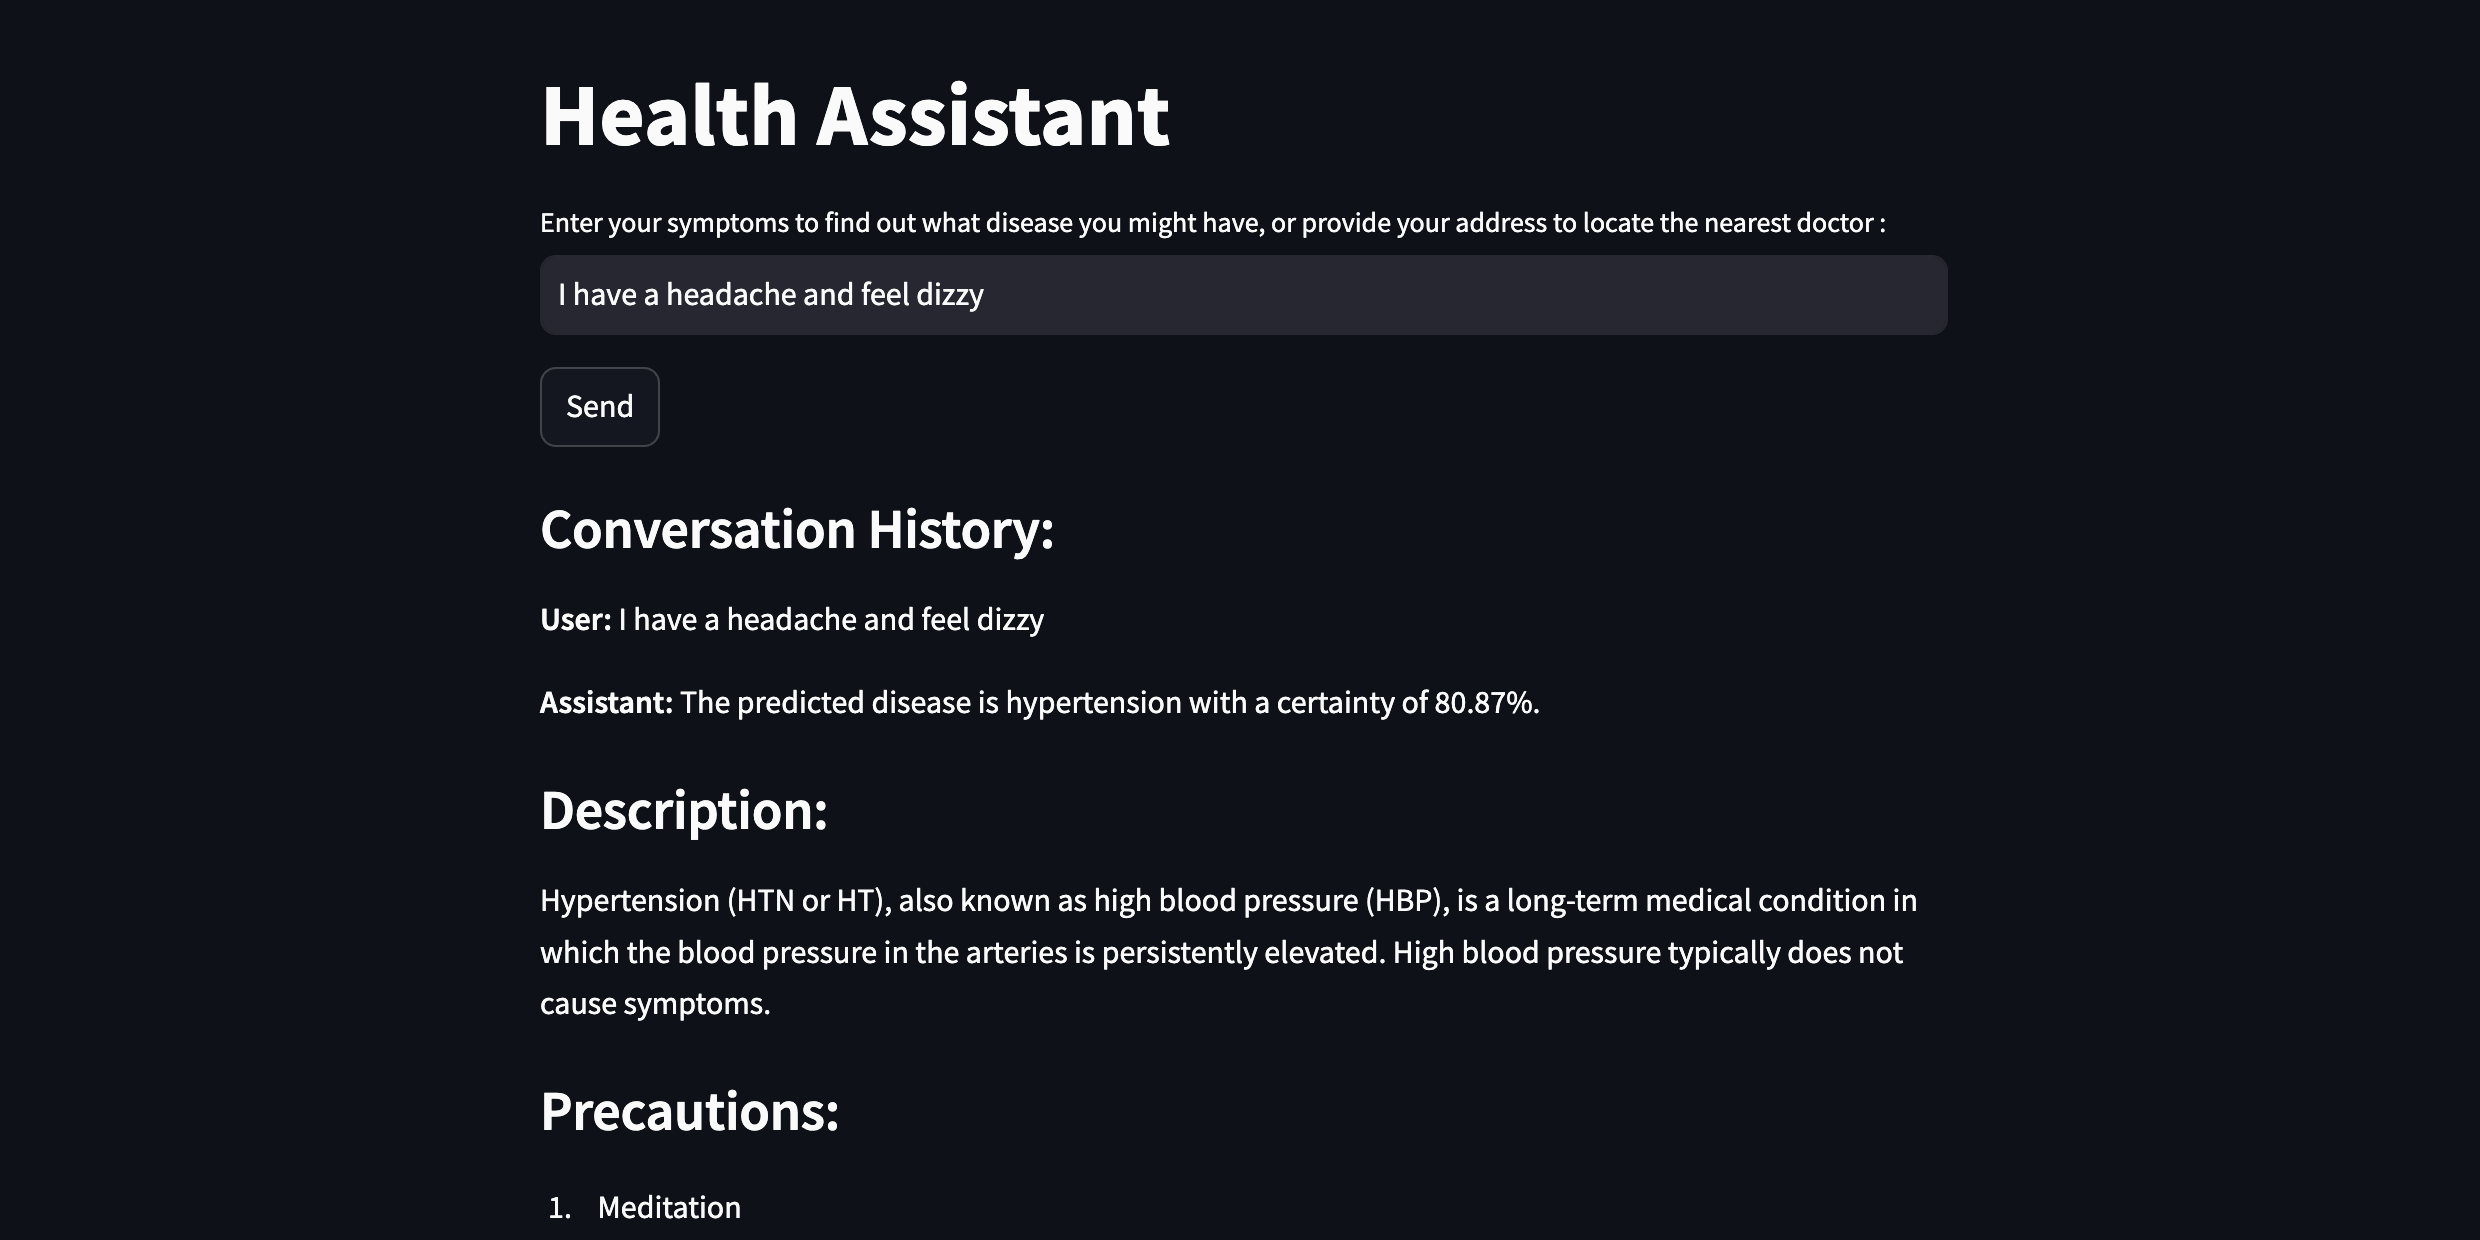 Health Assistant
Enter your symptoms to find out what disease you might have, or provide your address to locate the nearest doctor :
I have a headache and feel dizzy
Send
Conversation History:
User: I have a headache and feel dizzy
Assistant: The predicted disease is hypertension with a certainty of 80.87%.
Description:
Hypertension (HTN or HT), also known as high blood pressure (HBP), is a long-term medical condition in
which the blood pressure in the arteries is persistently elevated. High blood pressure typically does not
cause symptoms.
Precautions:
1. Meditation